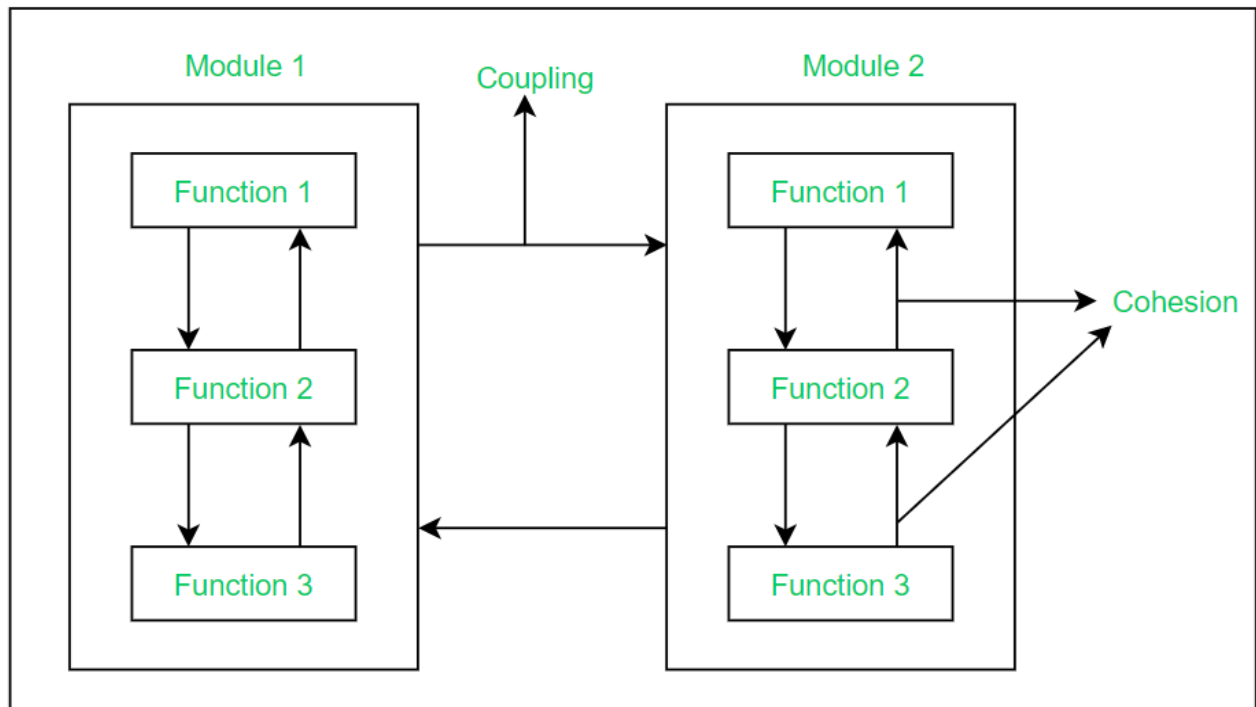 Module 1
Coupling
Module 2
Function 1
Function 1
Cohesion
Function 2
Function 2
Function 3
Function 3